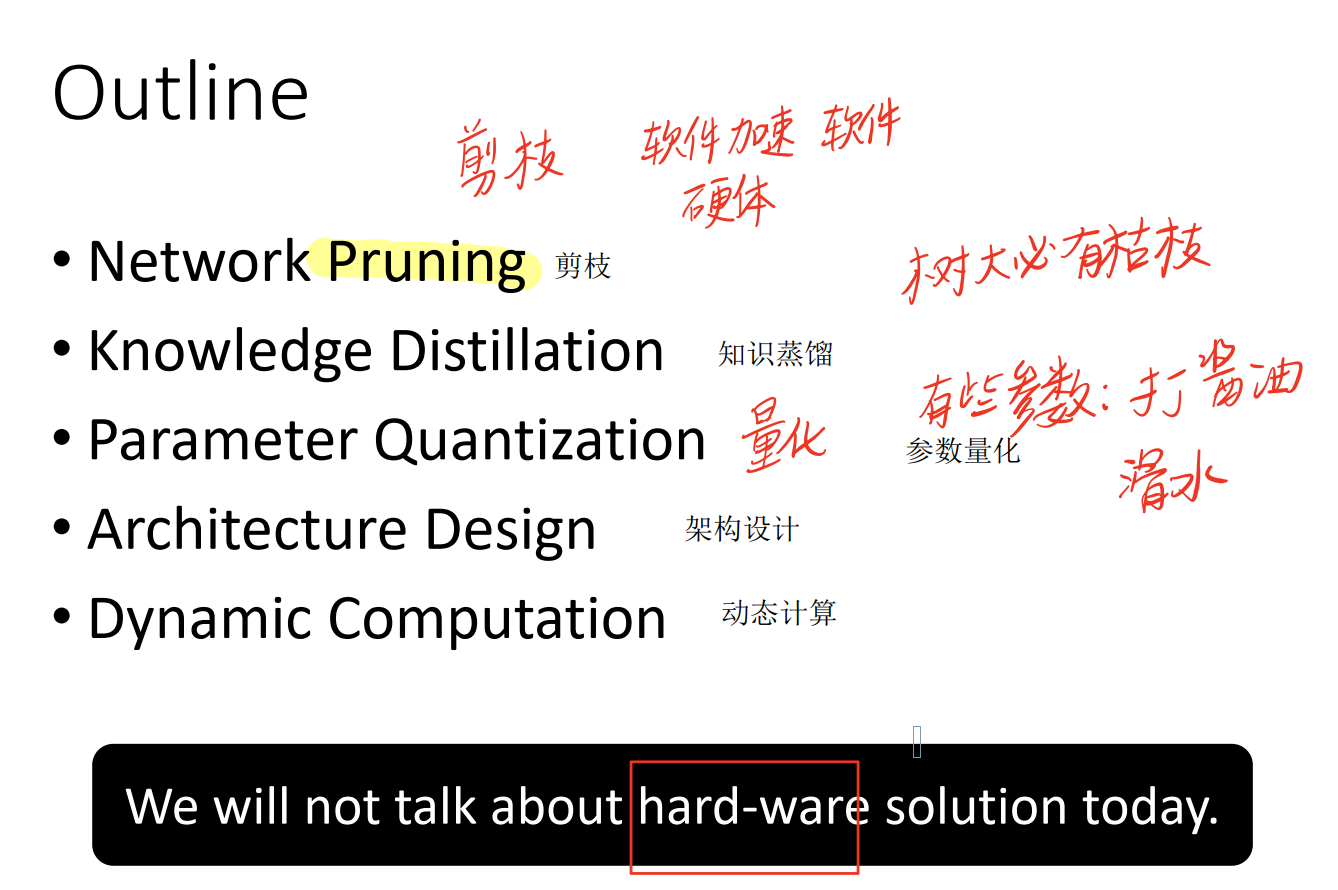 Outline
剪枝 软件加速 软件
硬体
• Network Pruning 剪枝
树大必有枯枝
• Knowledge Distillation 知识蒸馏
有些参数: 打酱油
• Parameter Quantization 量化 参数量化
滑水
• Architecture Design 架构设计
• Dynamic Computation 动态计算
We will not talk about hard-ware solution today.